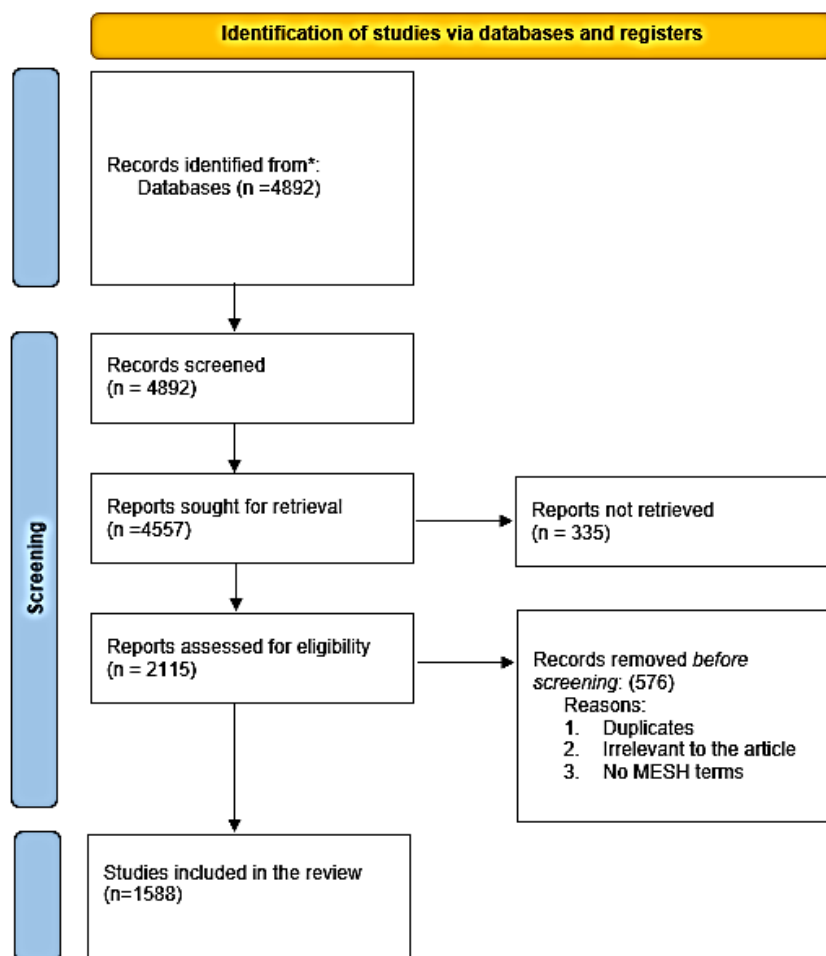 Identification of studies via databases and registers
Records identified from*:
Databases (n =4892)
Records screened
(n = 4892)
Screening
Reports sought for retrieval
(n =4557)
Reports not retrieved
(n = 335)
Reports assessed for eligibility
(n = 2115)
Records removed before
screening: (576)
Reasons:
1. Duplicates
2. Irrelevant to the article
3. No MESH terms
Studies included in the review
(n=1588)